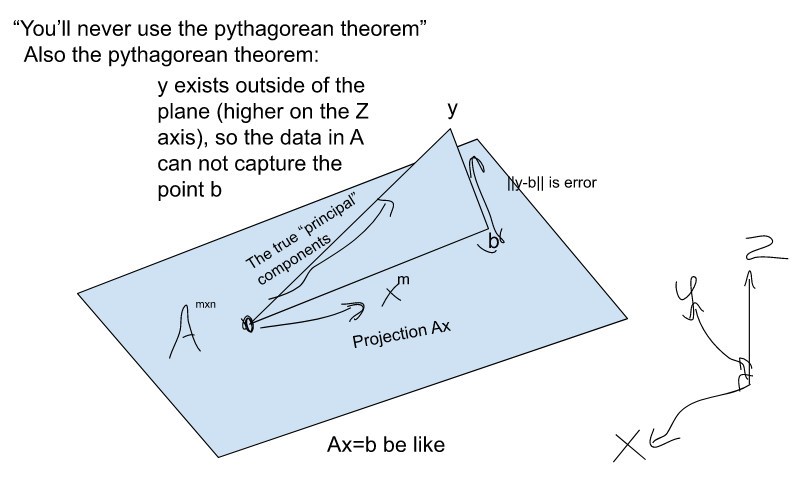 “You’ll never use the pythagorean theorem”
Also the pythagorean theorem:
y exists outside of the
plane (higher on the Z
axis), so the data in A
can not capture the
point b
y
||y-b|| is error
The true “principal”
components
b
x^m
A^mxn
Projection Ax
Ax=b be like
Z
y
X